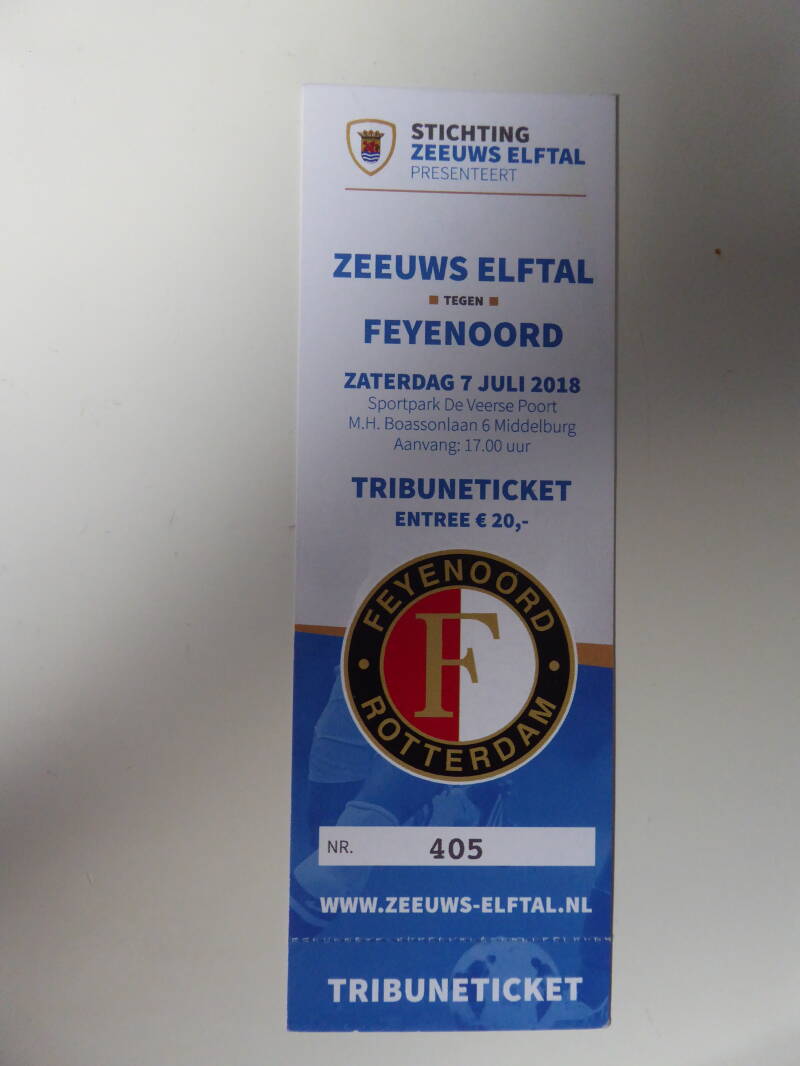 STICHTING
ZEEUWS ELFTAL
PRESENTEERT
ZEEUWS ELFTAL
TEGEN
FEYENOORD
ZATERDAG 7 JULI 2018
Sportpark De Veerse Poort
M.H. Boassonlaan 6 Middelburg
Aanvang: 17.00 uur
TRIBUNETICKET
ENTREE € 20,-
FEYENOORD
F
ROTTERDAM
NR. 405
WWW.ZEEUWS-ELFTAL.NL
TRIBUNETICKET